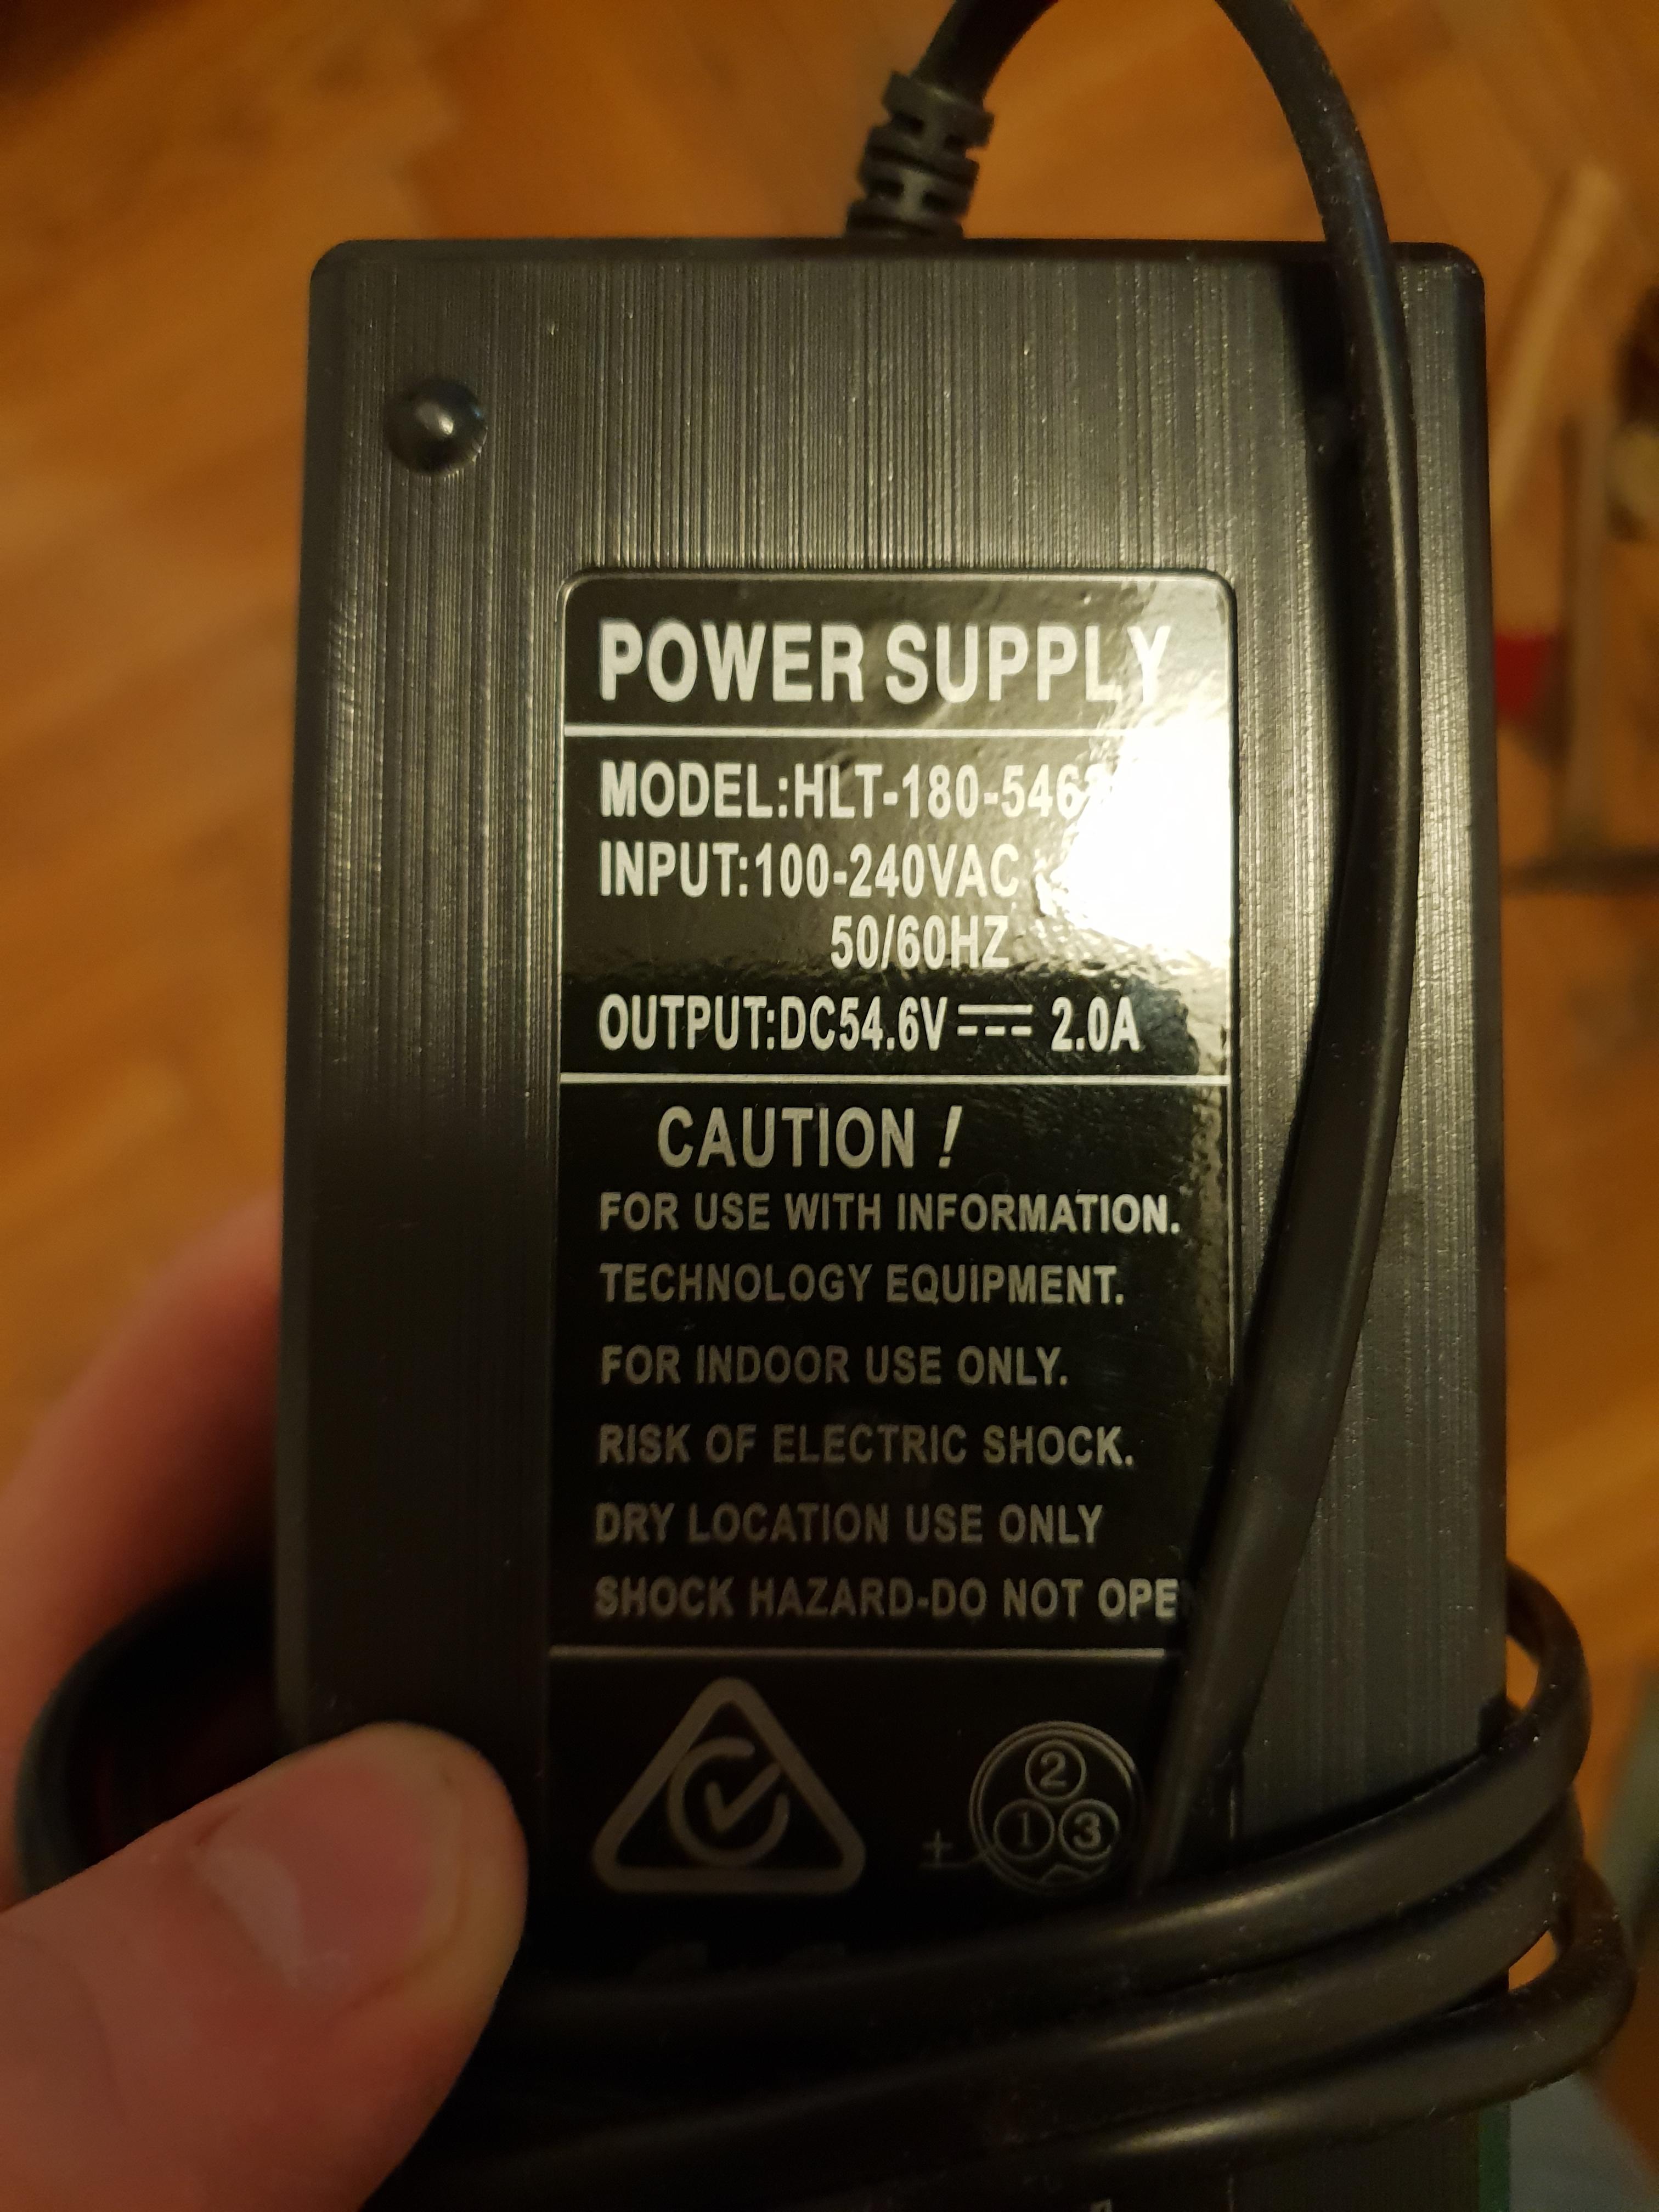 POWER SUPPLY
MODEL:HLT-180-546
INPUT:100-240VAC
50/60HZ
OUTPUT:DC54.6V ⎓ 2.0A
CAUTION !
FOR USE WITH INFORMATION.
TECHNOLOGY EQUIPMENT.
FOR INDOOR USE ONLY.
RISK OF ELECTRIC SHOCK.
DRY LOCATION USE ONLY
SHOCK HAZARD-DO NOT OPE
2
+ 1 3